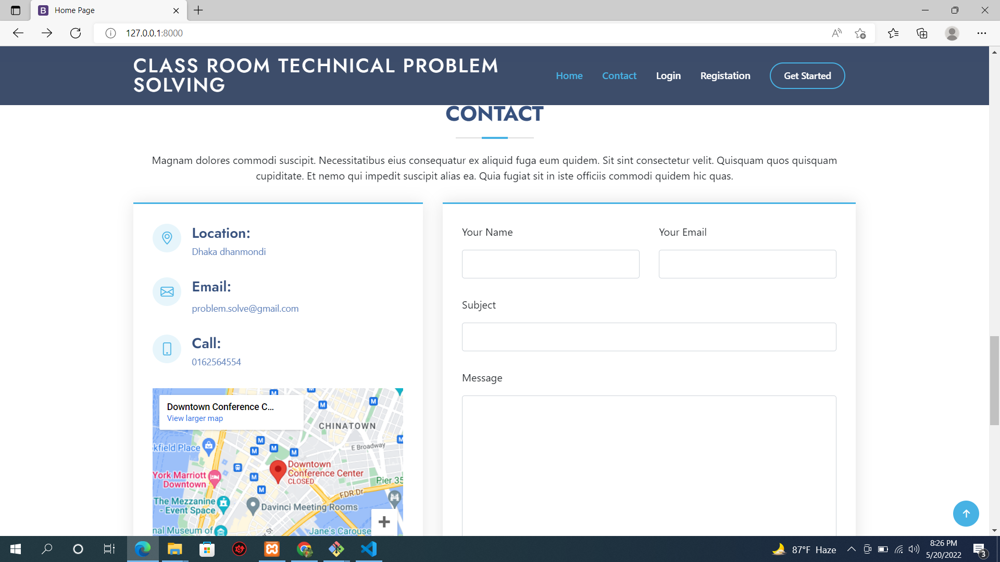 Home Page
127.0.0.1:8000
CLASS ROOM TECHNICAL PROBLEM
SOLVING
Home
Contact
Login
Registation
Get Started
CONTACT
Magnam dolores commodi suscipit. Necessitatibus eius consequatur ex aliquid fuga eum quidem. Sit sint consectetur velit. Quisquam quos quisquam
cupiditate. Et nemo qui impedit suscipit alias ea. Quia fugiat sit in iste officiis commodi quidem hic quas.
Location:
Dhaka dhanmondi
Email:
problem.solve@gmail.com
Call:
0162564554
Downtown Conference C...
View larger map
CHINATOWN
E Broadway
kfield Place
Downtown
Conference Center
CLOSED
York Marriott
Downtown
Pier 35
FDR Dr
The Mezzanine
- Event Space
Davinci Meeting Rooms
nal Museum of
Jane's Carouse
Your Name
Your Email
Subject
Message
87°F Haze
8:26 PM
5/20/2022
3